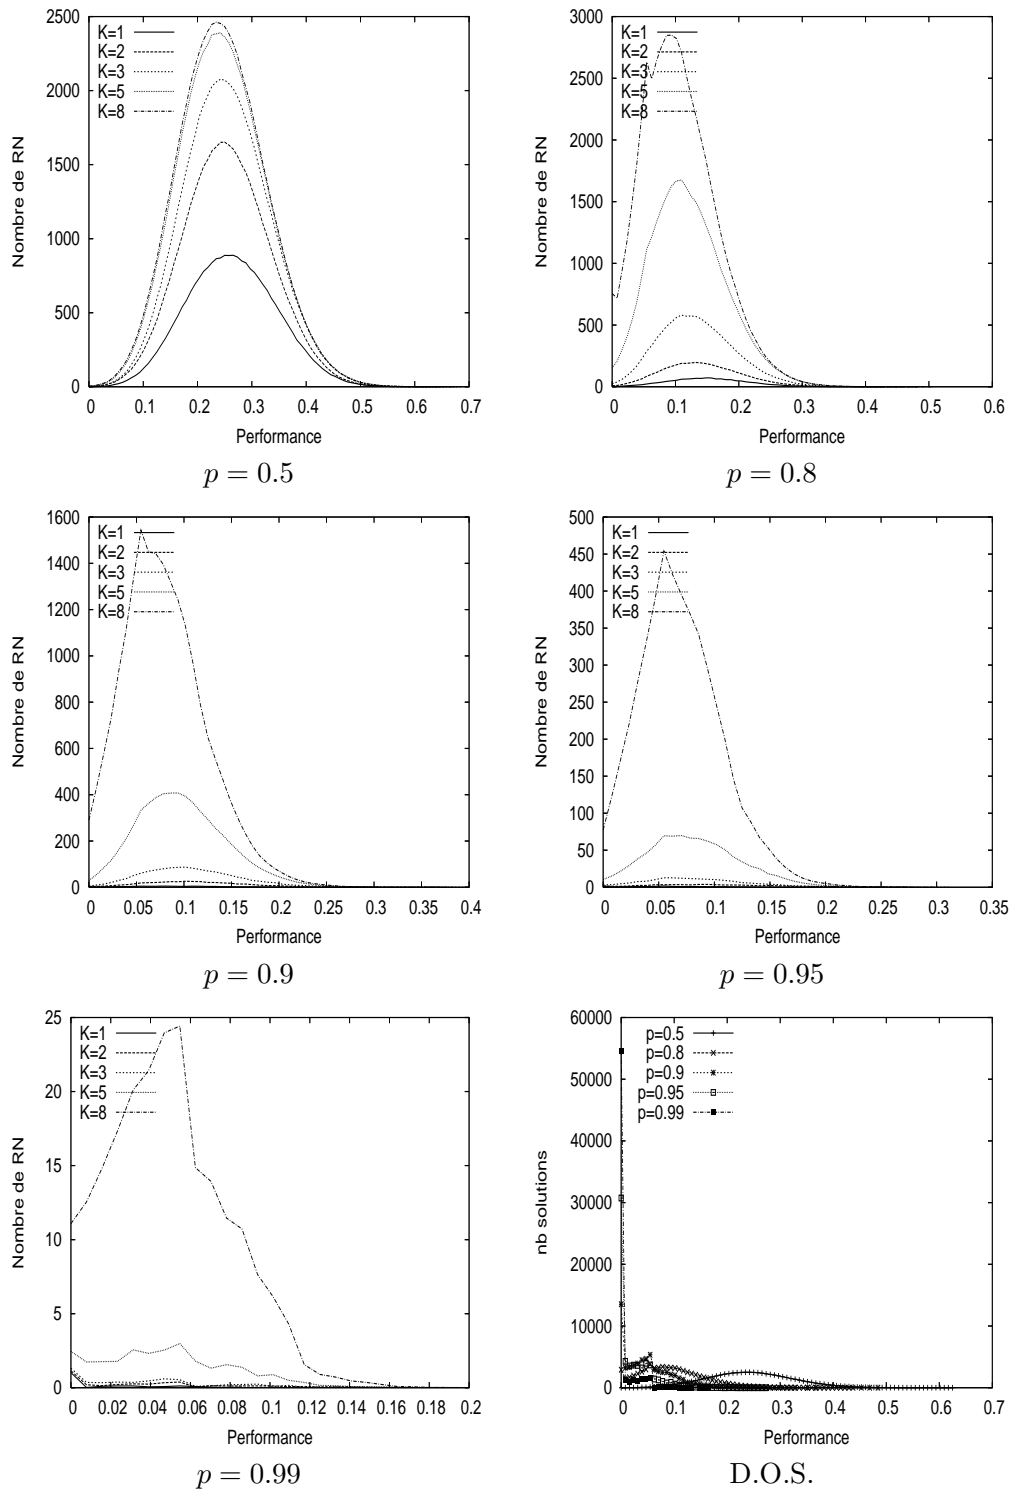 2500
2000
1500
1000
500
0
Nombre de RN
K=1
K=2
K=3
K=5
K=8
0 0.1 0.2 0.3 0.4 0.5 0.6 0.7
Performance
p = 0.5
3000
2500
2000
1500
1000
500
0
Nombre de RN
K=1
K=2
K=3
K=5
K=8
0 0.1 0.2 0.3 0.4 0.5 0.6
Performance
p = 0.8
1600
1400
1200
1000
800
600
400
200
0
Nombre de RN
K=1
K=2
K=3
K=5
K=8
0 0.05 0.1 0.15 0.2 0.25 0.3 0.35 0.4
Performance
p = 0.9
500
450
400
350
300
250
200
150
100
50
0
Nombre de RN
K=1
K=2
K=3
K=5
K=8
0 0.05 0.1 0.15 0.2 0.25 0.3 0.35
Performance
p = 0.95
25
20
15
10
5
0
Nombre de RN
K=1
K=2
K=3
K=5
K=8
0 0.02 0.04 0.06 0.08 0.1 0.12 0.14 0.16 0.18 0.2
Performance
p = 0.99
60000
50000
40000
30000
20000
10000
0
nb solutions
p=0.5
p=0.8
p=0.9
p=0.95
p=0.99
0 0.1 0.2 0.3 0.4 0.5 0.6 0.7
Performance
D.O.S.